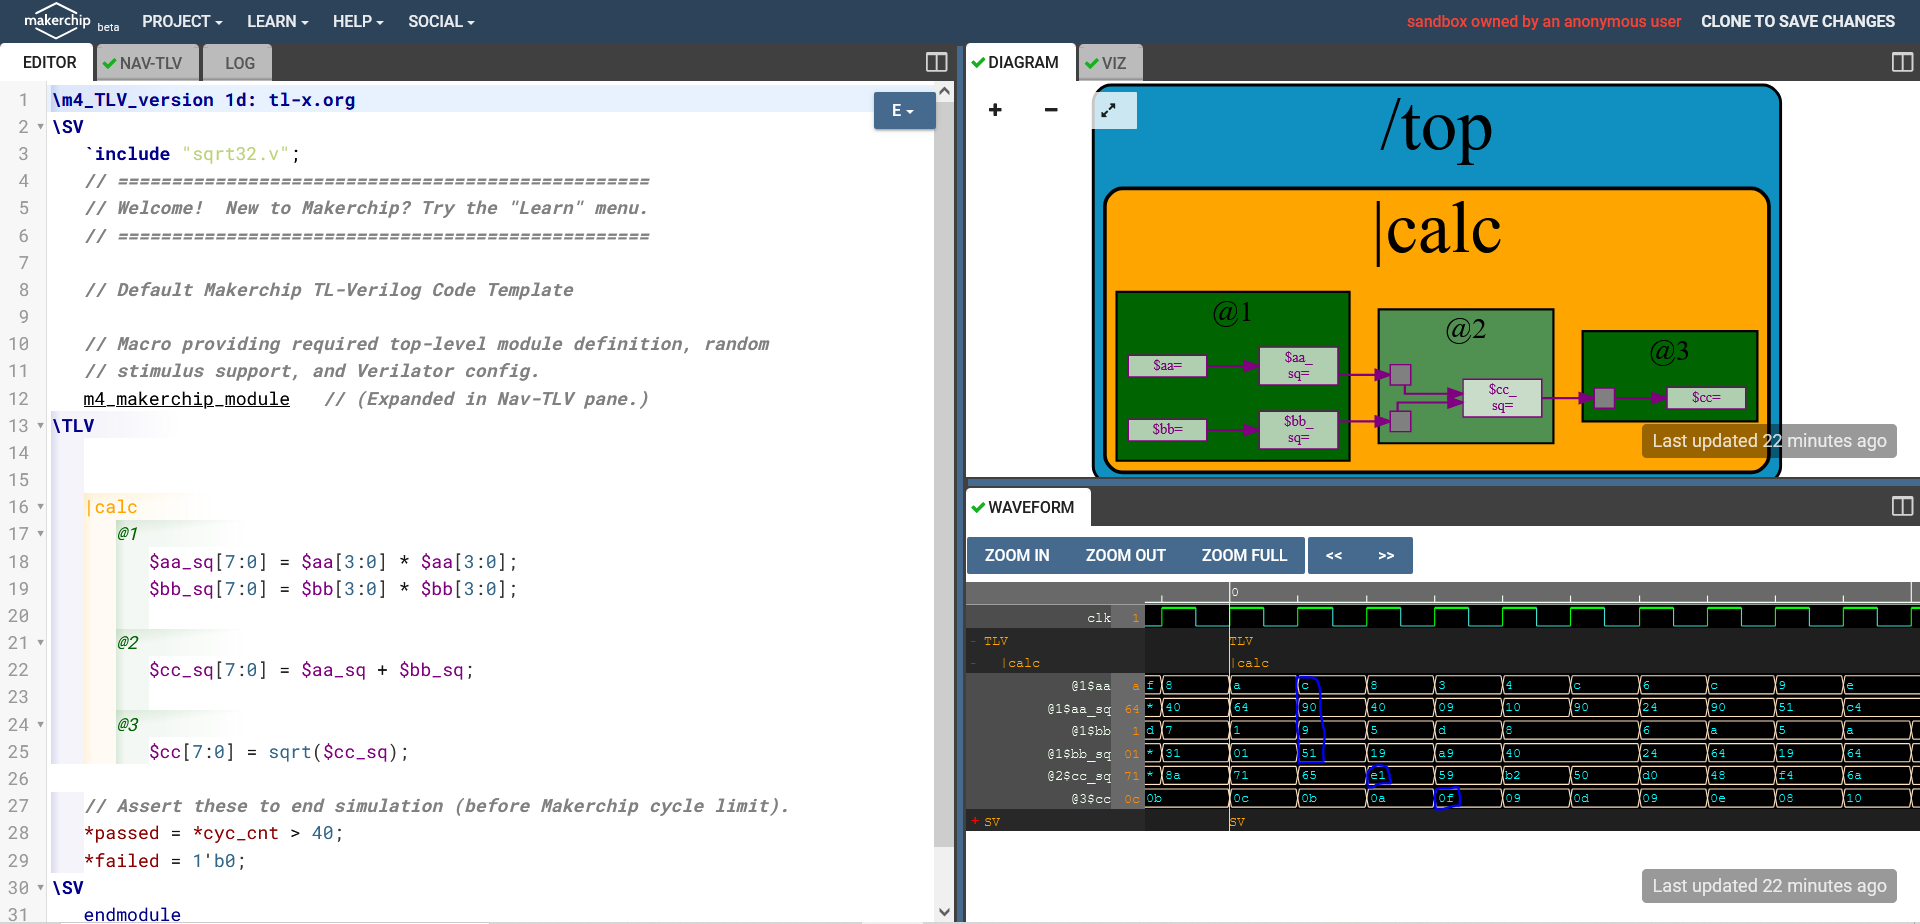 makerchip beta PROJECT LEARN HELP SOCIAL sandbox owned by an anonymous user CLONE TO SAVE CHANGES
EDITOR NAV-TLV LOG
1 \m4_TLV_version 1d: tl-x.org
E
2 \SV
3 `include "sqrt32.v";
4 // =================================================
5 // Welcome!  New to Makerchip? Try the "Learn" menu.
6 // =================================================
7
8 // Default Makerchip TL-Verilog Code Template
9
10 // Macro providing required top-level module definition, random
11 // stimulus support, and Verilator config.
12 m4_makerchip_module   // (Expanded in Nav-TLV pane.)
13 \TLV
14
15
16 |calc
17 @1
18 $aa_sq[7:0] = $aa[3:0] * $aa[3:0];
19 $bb_sq[7:0] = $bb[3:0] * $bb[3:0];
20
21 @2
22 $cc_sq[7:0] = $aa_sq + $bb_sq;
23
24 @3
25 $cc[7:0] = sqrt($cc_sq);
26
27 // Assert these to end simulation (before Makerchip cycle limit).
28 *passed = *cyc_cnt > 40;
29 *failed = 1'b0;
30 \SV
31 endmodule
DIAGRAM VIZ
+ −
/top
|calc
@1
$aa=
$aa_
sq=
$bb=
$bb_
sq=
@2
$cc_
sq=
@3
$cc=
Last updated 22 minutes ago
WAVEFORM
ZOOM IN ZOOM OUT ZOOM FULL << >>
0
clk 1
- TLV TLV
- |calc |calc
@1$aa a f 8 a c 8 3 4 c 6 c 9 e
@1$aa_sq 64 * 40 64 90 40 09 10 90 24 90 51 c4
@1$bb 1 d 7 1 9 5 d 8 6 a 5 a
@1$bb_sq 01 * 31 01 51 19 a9 40 24 64 19 64
@2$cc_sq 71 * 8a 71 65 e1 59 b2 50 d0 48 f4 6a
@3$cc 0c 0b 0c 0b 0a 0f 09 0d 09 0e 08 10
+ SV SV
Last updated 22 minutes ago